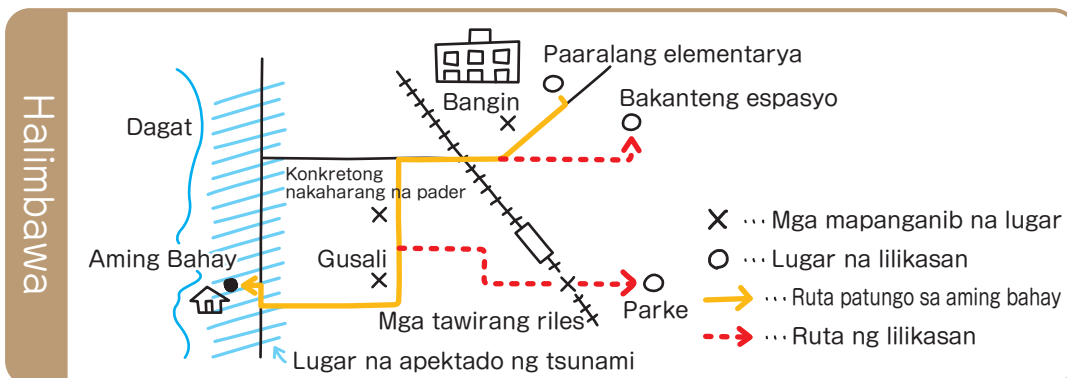 Halimbawa
Paaralang elementarya
Bangin
Bakanteng espasyo
Dagat
Konkretong
nakaharang na pader
Aming Bahay
Gusali
Mga tawirang riles
Parke
Lugar na apektado ng tsunami
X ··· Mga mapanganib na lugar
O ··· Lugar na lilikasan
··· Ruta patungo sa aming bahay
··· Ruta ng lilikasan